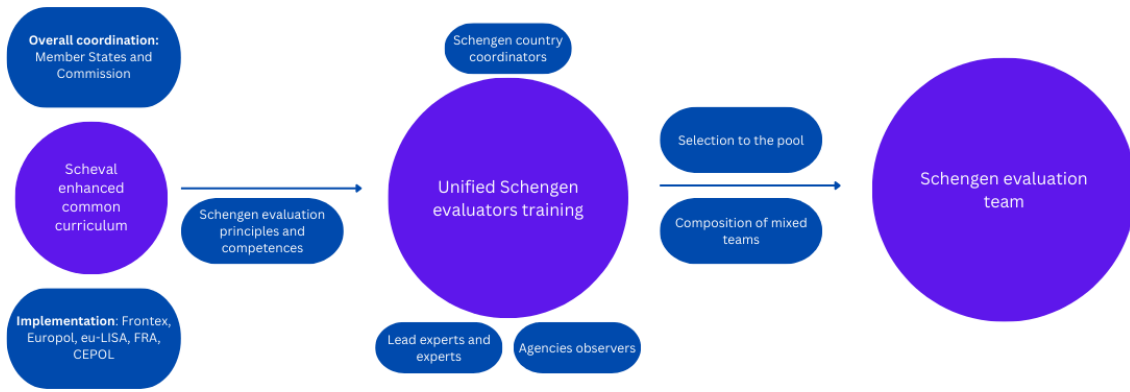 Overall coordination:
Member States and
Commission
Scheval
enhanced
common
curriculum
Implementation: Frontex,
Europol, eu-LISA, FRA,
CEPOL
Schengen evaluation
principles and
competences
Schengen country
coordinators
Unified Schengen
evaluators training
Lead experts and
experts
Agencies observers
Selection to the pool
Composition of mixed
teams
Schengen evaluation
team